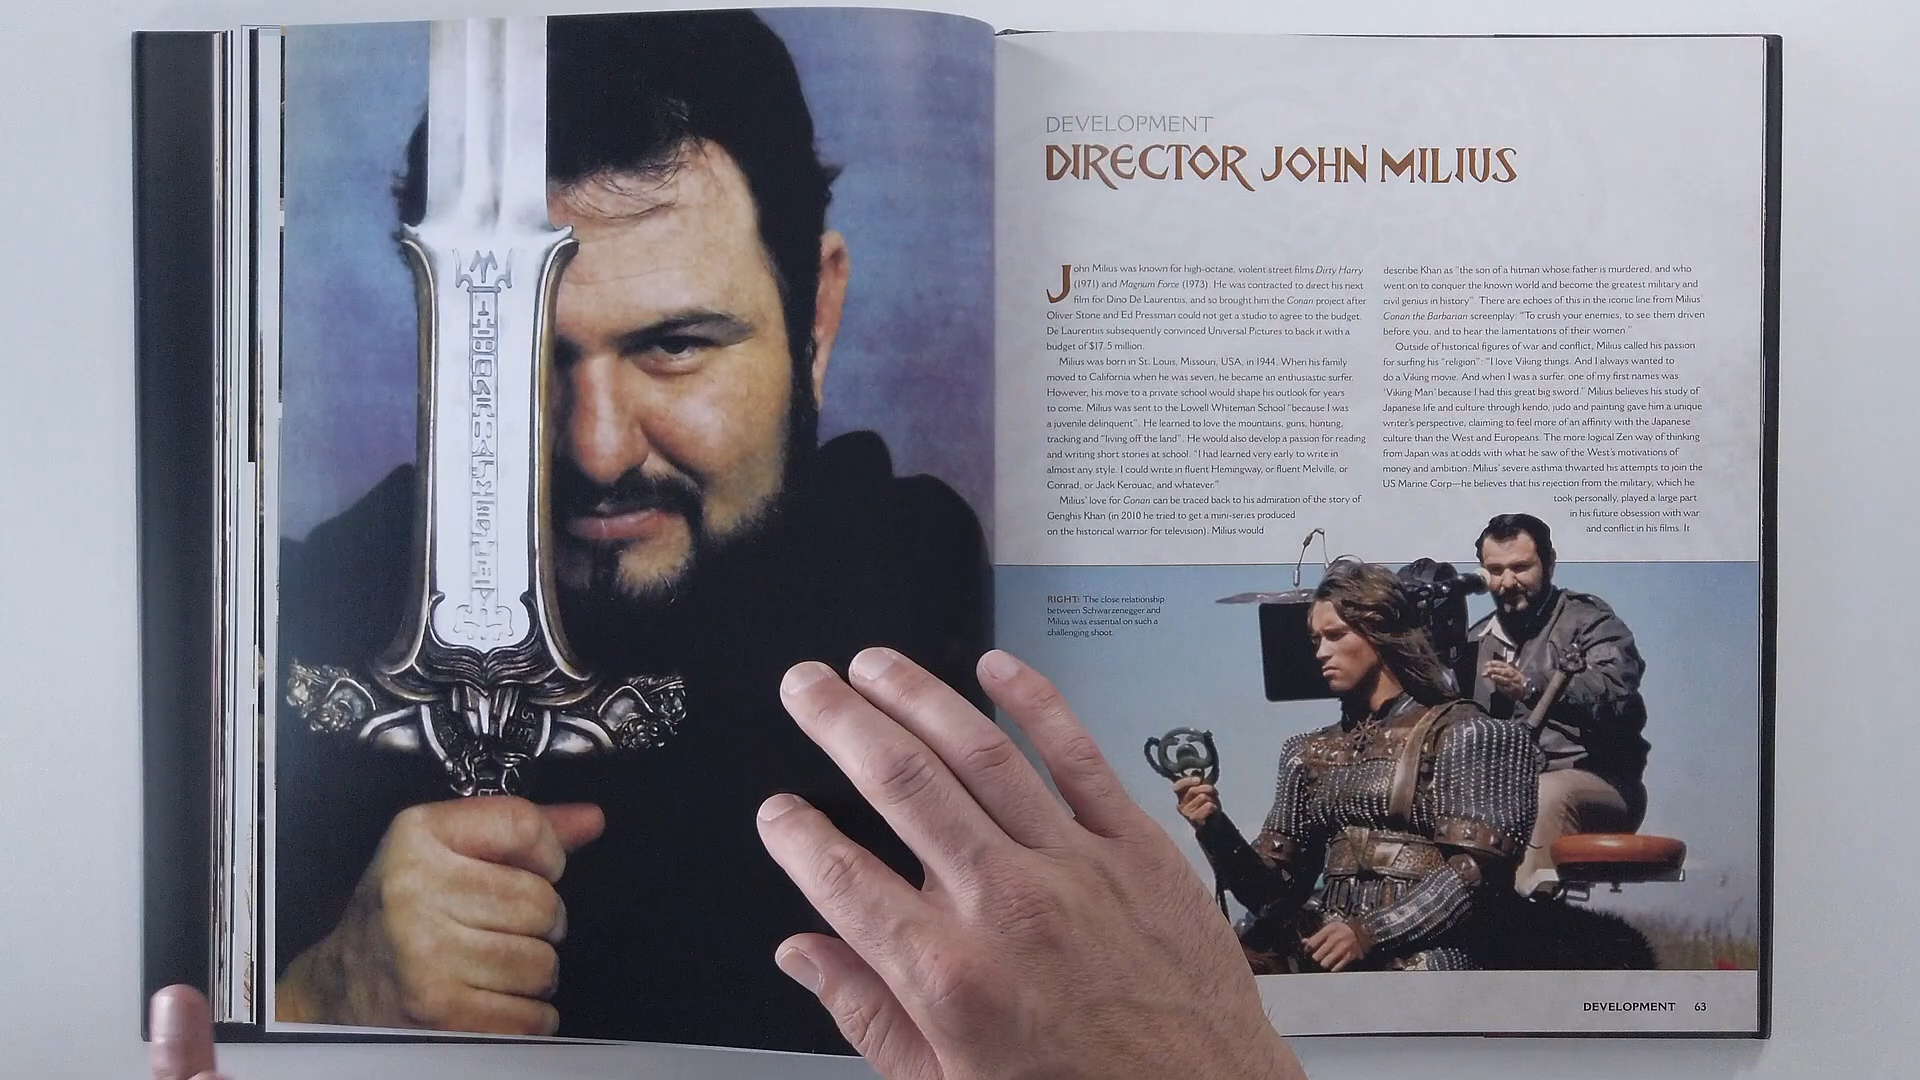 DEVELOPMENT
DIRECTOR JOHN MILIUS
John Milius was known for high-octane, violent street films Dirty Harry
(1971) and Magnum Force (1973). He was contracted to direct his next
film for Dino De Laurentiis, and so brought him the Conan project after
Oliver Stone and Ed Pressman could not get a studio to agree to the budget.
De Laurentiis subsequently convinced Universal Pictures to back it with a
budget of $17.5 million.
Milius was born in St. Louis, Missouri, USA, in 1944. When his family
moved to California when he was seven, he became an enthusiastic surfer.
However, his move to a private school would shape his outlook for years
to come. Milius was sent to the Lowell Whiteman School "because I was
a juvenile delinquent". He learned to love the mountains, guns, hunting,
tracking and "living off the land". He would also develop a passion for reading
and writing short stories at school. "I had learned very early to write in
almost any style. I could write in fluent Hemingway, or fluent Melville, or
Conrad, or Jack Kerouac, and whatever."
Milius' love for Conan can be traced back to his admiration of the story of
Genghis Khan (in 2010 he tried to get a mini-series produced
on the historical warrior for television). Milius would
describe Khan as "the son of a hitman whose father is murdered, and who
went on to conquer the known world and become the greatest military and
civil genius in history". There are echoes of this in the iconic line from Milius'
Conan the Barbarian screenplay: "To crush your enemies, to see them driven
before you, and to hear the lamentations of their women."
Outside of historical figures of war and conflict, Milius called his passion
for surfing his "religion": "I love Viking things. And I always wanted to
do a Viking movie. And when I was a surfer, one of my first names was
'Viking Man' because I had this great big sword." Milius believes his study of
Japanese life and culture through kendo, judo and painting gave him a unique
writer's perspective, claiming to feel more of an affinity with the Japanese
culture than the West and Europeans. The more logical Zen way of thinking
from Japan was at odds with what he saw of the West's motivations of
money and ambition. Milius' severe asthma thwarted his attempts to join the
US Marine Corp—he believes that his rejection from the military, which he
took personally, played a large part
in his future obsession with war
and conflict in his films. It
RIGHT: The close relationship
between Schwarzenegger and
Milius was essential on such a
challenging shoot.
DEVELOPMENT 63